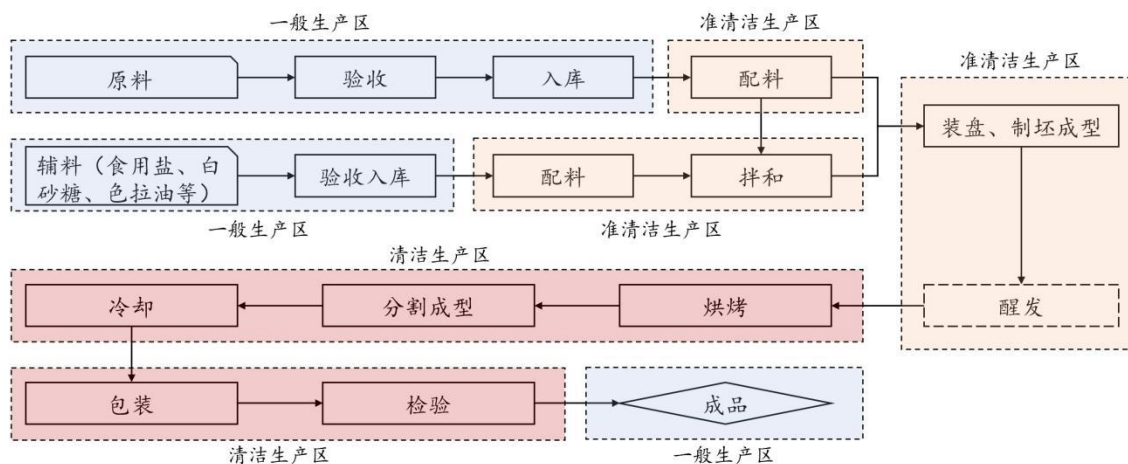 一般生产区
准清洁生产区
原料
验收
入库
配料
准清洁生产区
装盘、制坯成型
辅料（食用盐、白
砂糖、色拉油等）
验收入库
配料
拌和
一般生产区
准清洁生产区
清洁生产区
冷却
分割成型
烘烤
醒发
包装
检验
成品
清洁生产区
一般生产区